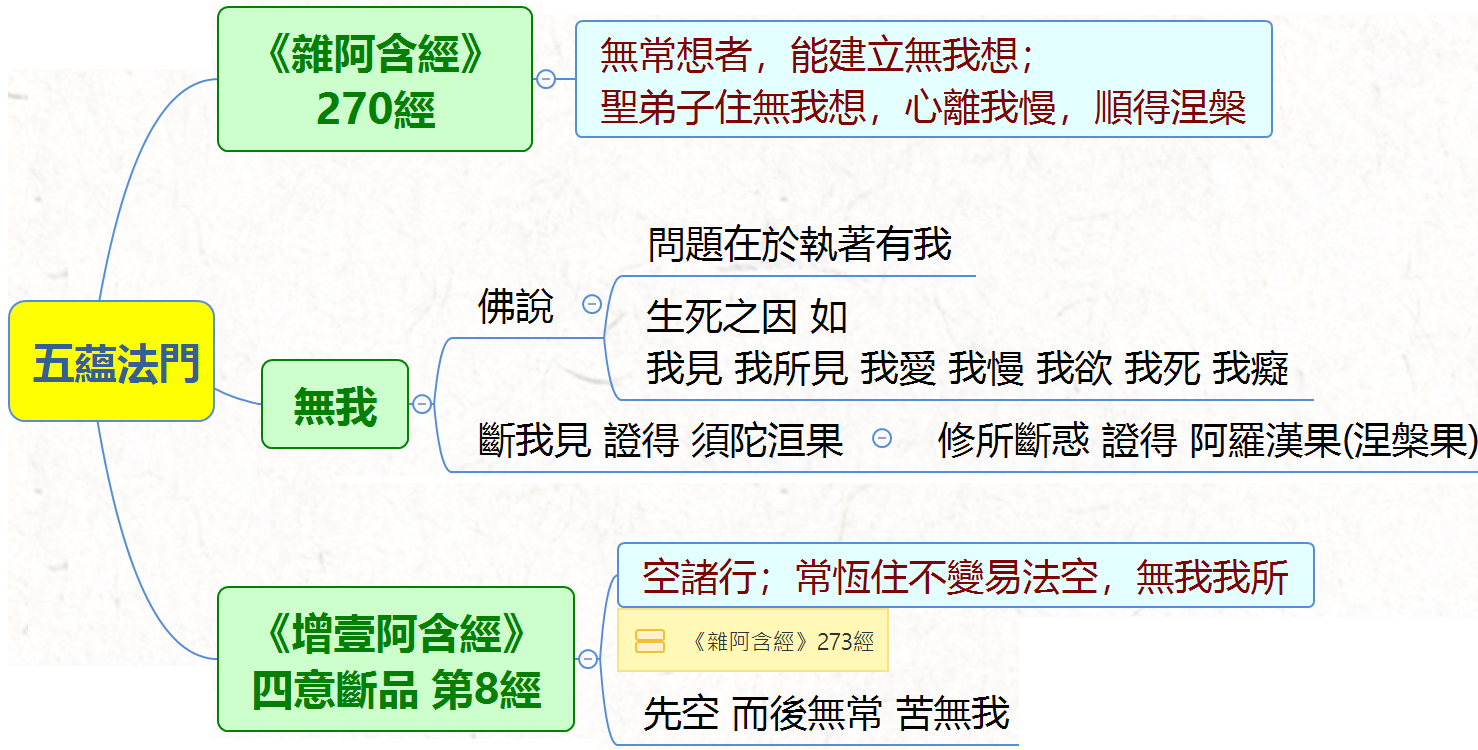 五蘊法門
《雜阿含經》
270經
無常想者，能建立無我想；
聖弟子住無我想，心離我慢，順得涅槃
無我
佛說
問題在於執著有我
生死之因 如
我見 我所見 我愛 我慢 我欲 我死 我癡
斷我見 證得 須陀洹果
修所斷惑 證得 阿羅漢果(涅槃果)
《增壹阿含經》
四意斷品 第8經
空諸行；常恆住不變易法空，無我我所
《雜阿含經》273經
先空 而後無常 苦無我